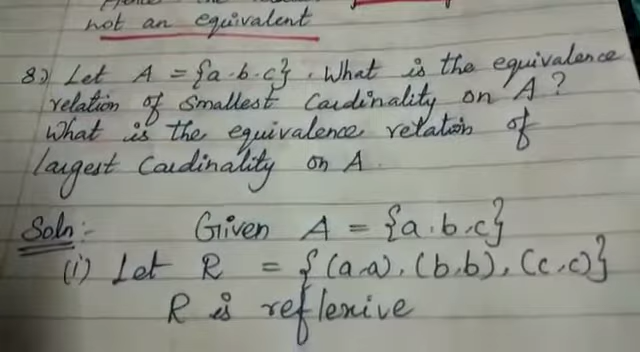 not an equivalent
8) Let A = {a.b.c}. What is the equivalence
relation of Smallest Cardinality on A?
What is the equivalence relation of
largest Cardinality on A.
Soln:- Given A = {a.b.c}
(i) Let R = {(a.a), (b.b), (c.c)}
R is reflexive